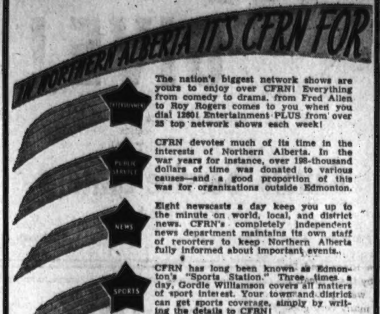 IN NORTHERN ALBERTA IT'S CFRN FOR
ENTERTAINMENT
The nation's biggest network shows are
yours to enjoy over CFRN! Everything
from comedy to drama, from Fred Allen
to Roy Rogers comes to you when you
dial 1260! Entertainment PLUS from over
35 top network shows each week!
PUBLIC
SERVICE
CFRN devotes much of its time in the
interests of Northern Alberta. In the
war years for instance, over 198-thousand
dollars of time was donated to various
causes—and a good proportion of this
was for organizations outside Edmonton.
NEWS
Eight newscasts a day keep you up to
the minute on world, local, and district
news. CFRN's completely independent
news department maintains its own staff
of reporters to keep Northern Alberta
fully informed about important events.
SPORTS
CFRN has long been known as Edmon-
ton's "Sports Station." Three times a
day, Gordie Williamson covers all matters
of sport interest. Your town and district
can get sports coverage, simply by writ-
ing the details to CFRN!